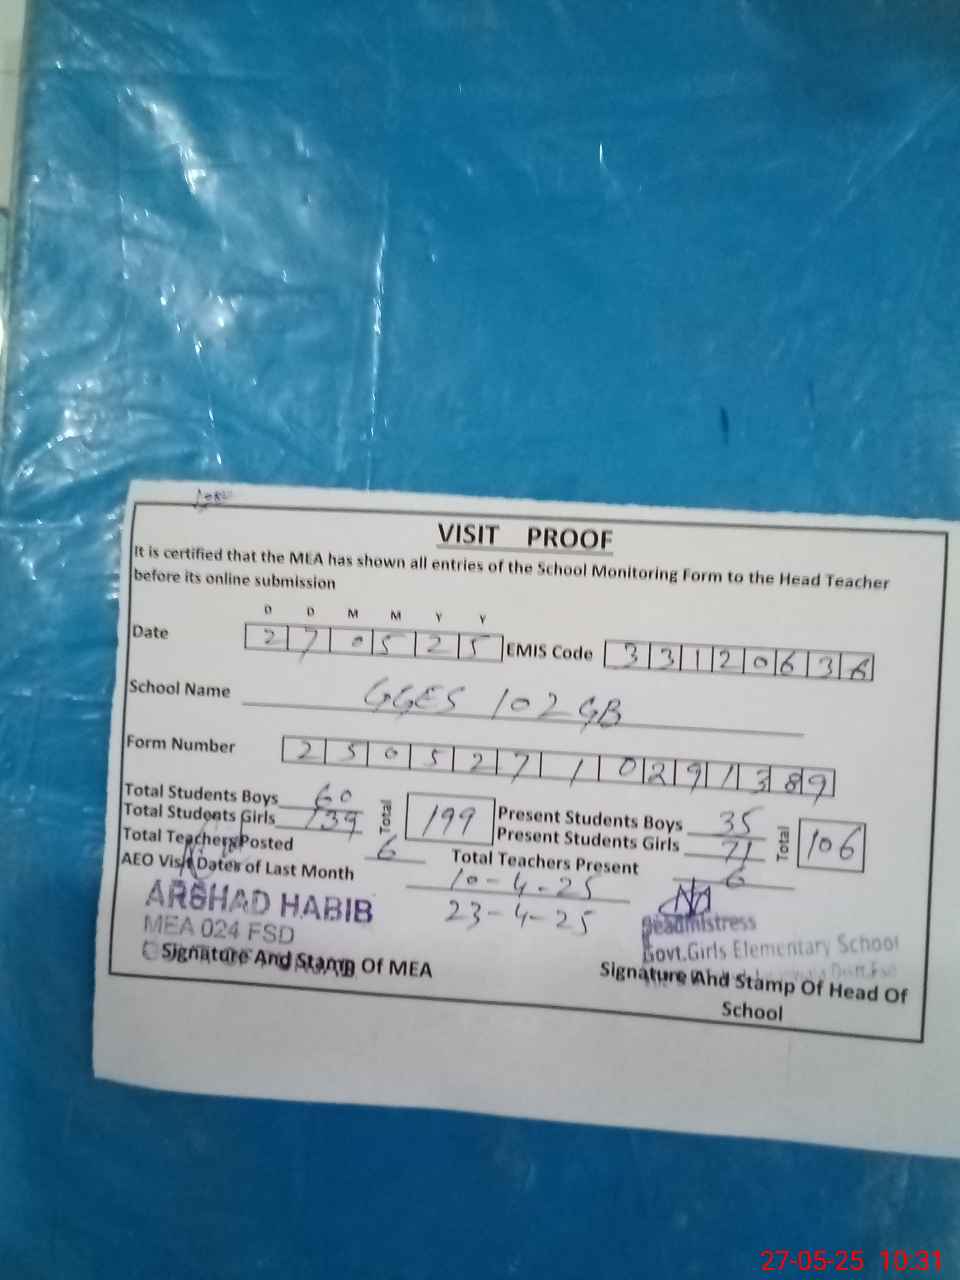 VISIT PROOF
It is certified that the MEA has shown all entries of the School Monitoring Form to the Head Teacher
before its online submission
D D M M Y Y
Date 2 7 0 5 2 5 EMIS Code 3 3 1 2 0 6 3 6
School Name GGES 102 GB
Form Number 2 5 0 5 2 7 1 0 2 9 1 3 8 9
Total Students Boys 60 Total 199 Present Students Boys 35 Total 106
Total Students Girls 139 Present Students Girls 71
Total Teachers Posted 6 Total Teachers Present 6
AEO Visit Dates of Last Month 10-4-25
23-4-25
ARSHAD HABIB
MEA 024 FSD
Signature And Stamp Of MEA
Headmistress
Govt.Girls Elementary School
Signature And Stamp Of Head Of
School
27-05-25 10:31